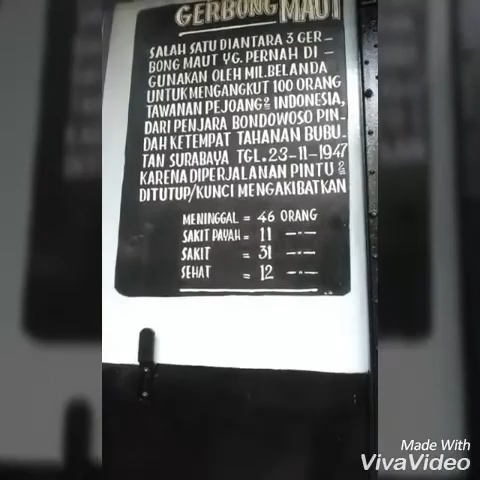 GERBONG MAUT
SALAH SATU DIANTARA 3 GER-
BONG MAUT YG. PERNAH DI-
GUNAKAN OLEH MIL. BELANDA
UNTUK MENGANGKUT 100 ORANG
TAWANAN PEJOANG2 INDONESIA,
DARI PENJARA BONDOWOSO PIN-
DAH KETEMPAT TAHANAN BUBU-
TAN SURABAYA TGL. 23-11-1947
KARENA DIPERJALANAN PINTU2
DITUTUP/KUNCI MENGAKIBATKAN
MENINGGAL = 46 ORANG
SAKIT PAYAH = 11 -"-
SAKIT = 31 -"-
SEHAT = 12 -"-
Made With
VivaVideo